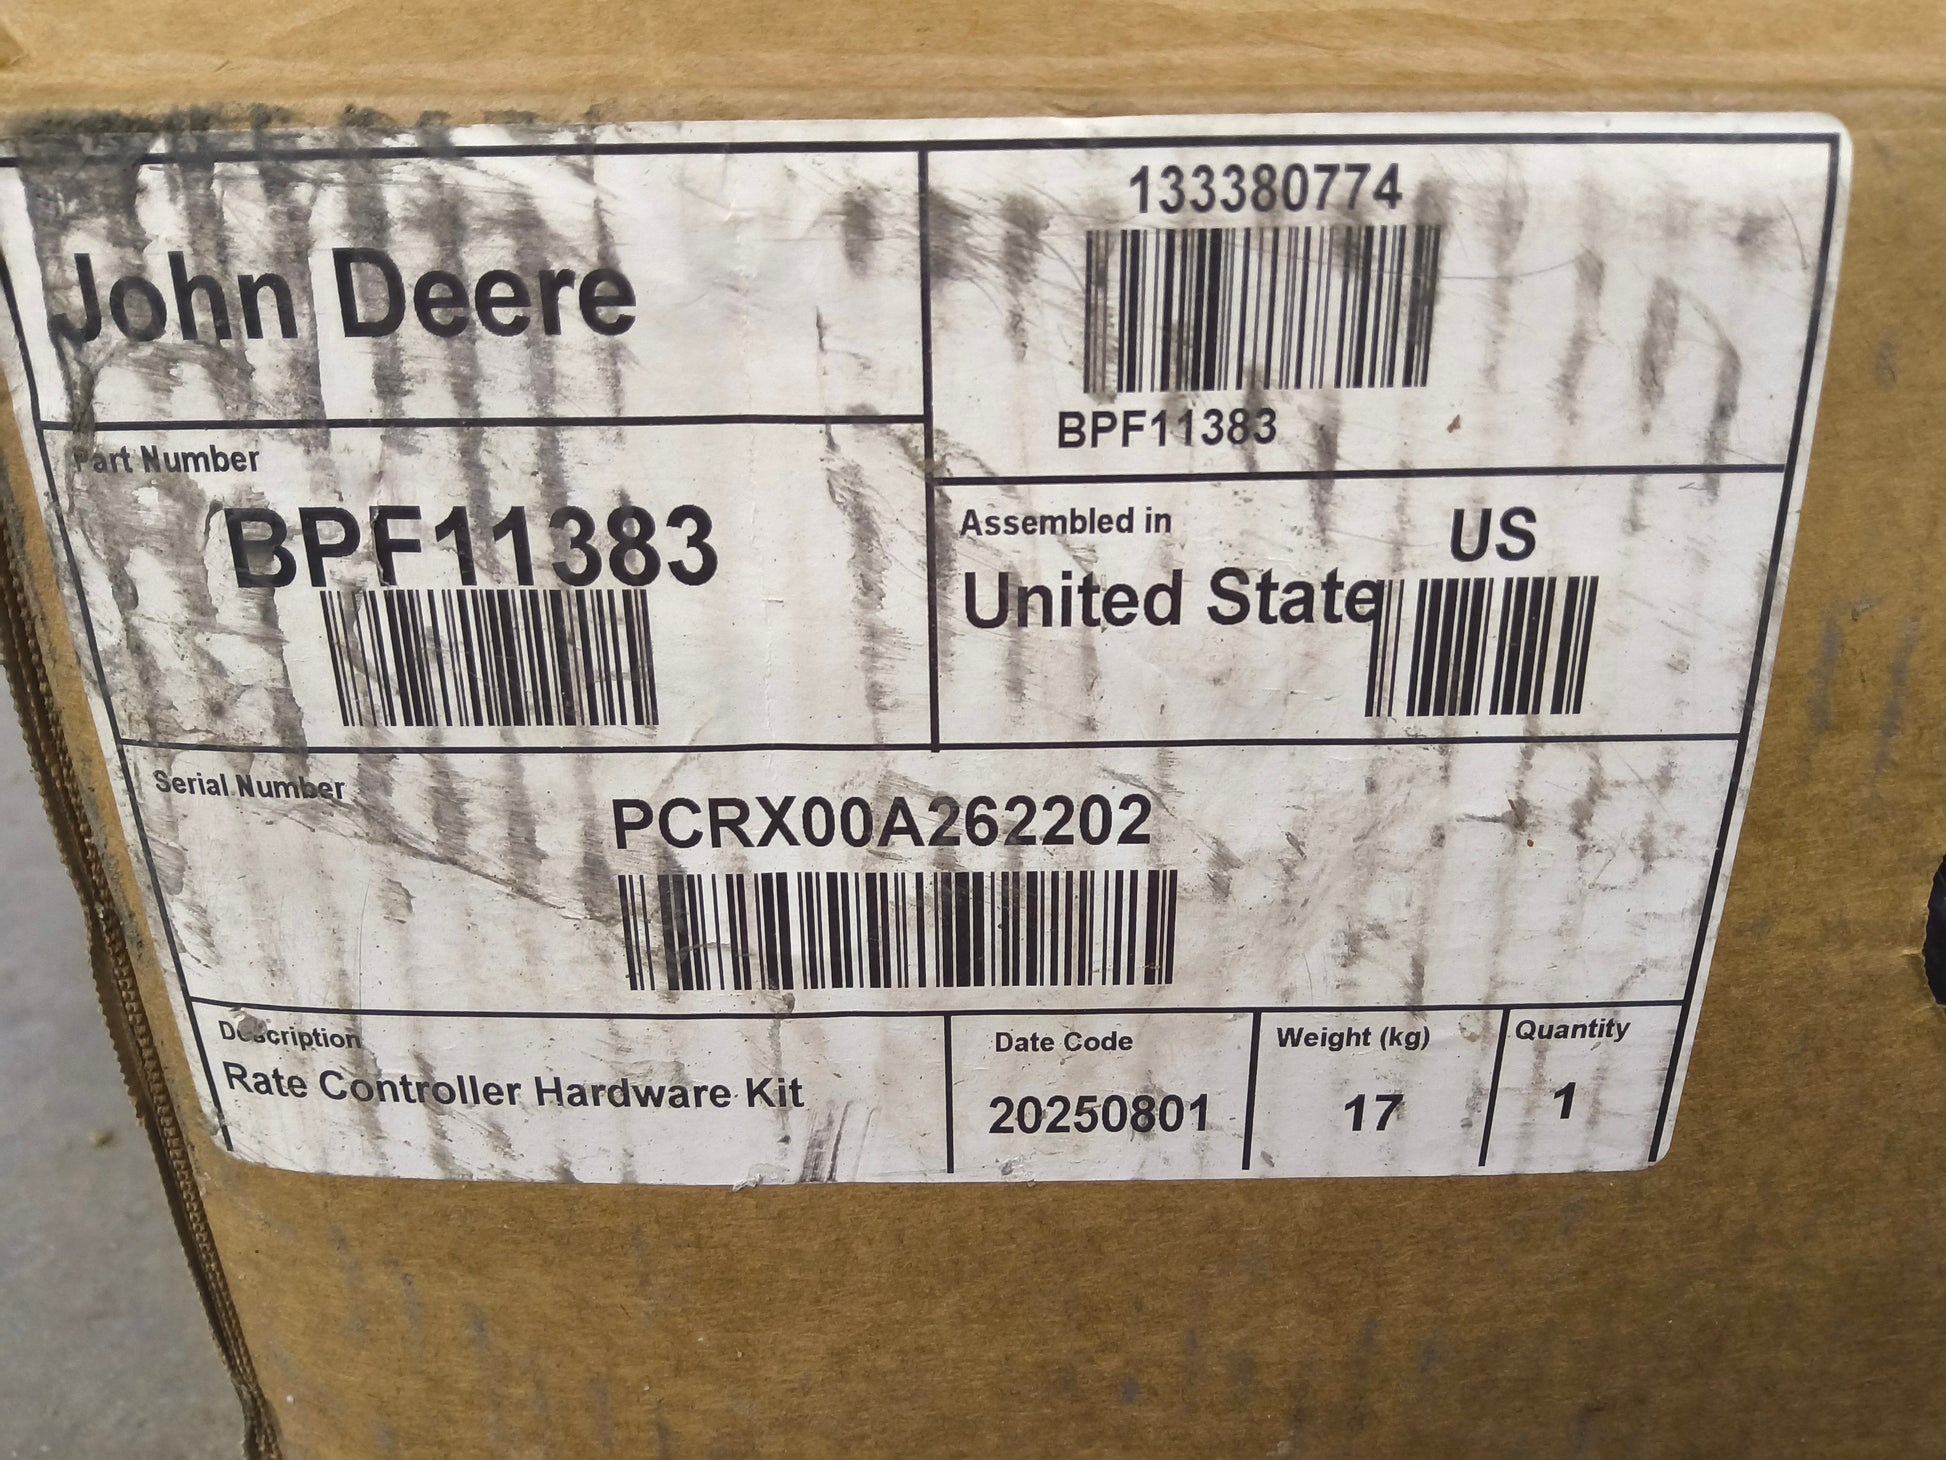 John Deere
133380774
BPF11383
Part Number
BPF11383
Assembled in
US
United State
Serial Number
PCRX00A262202
Description
Rate Controller Hardware Kit
Date Code
20250801
Weight (kg)
17
Quantity
1